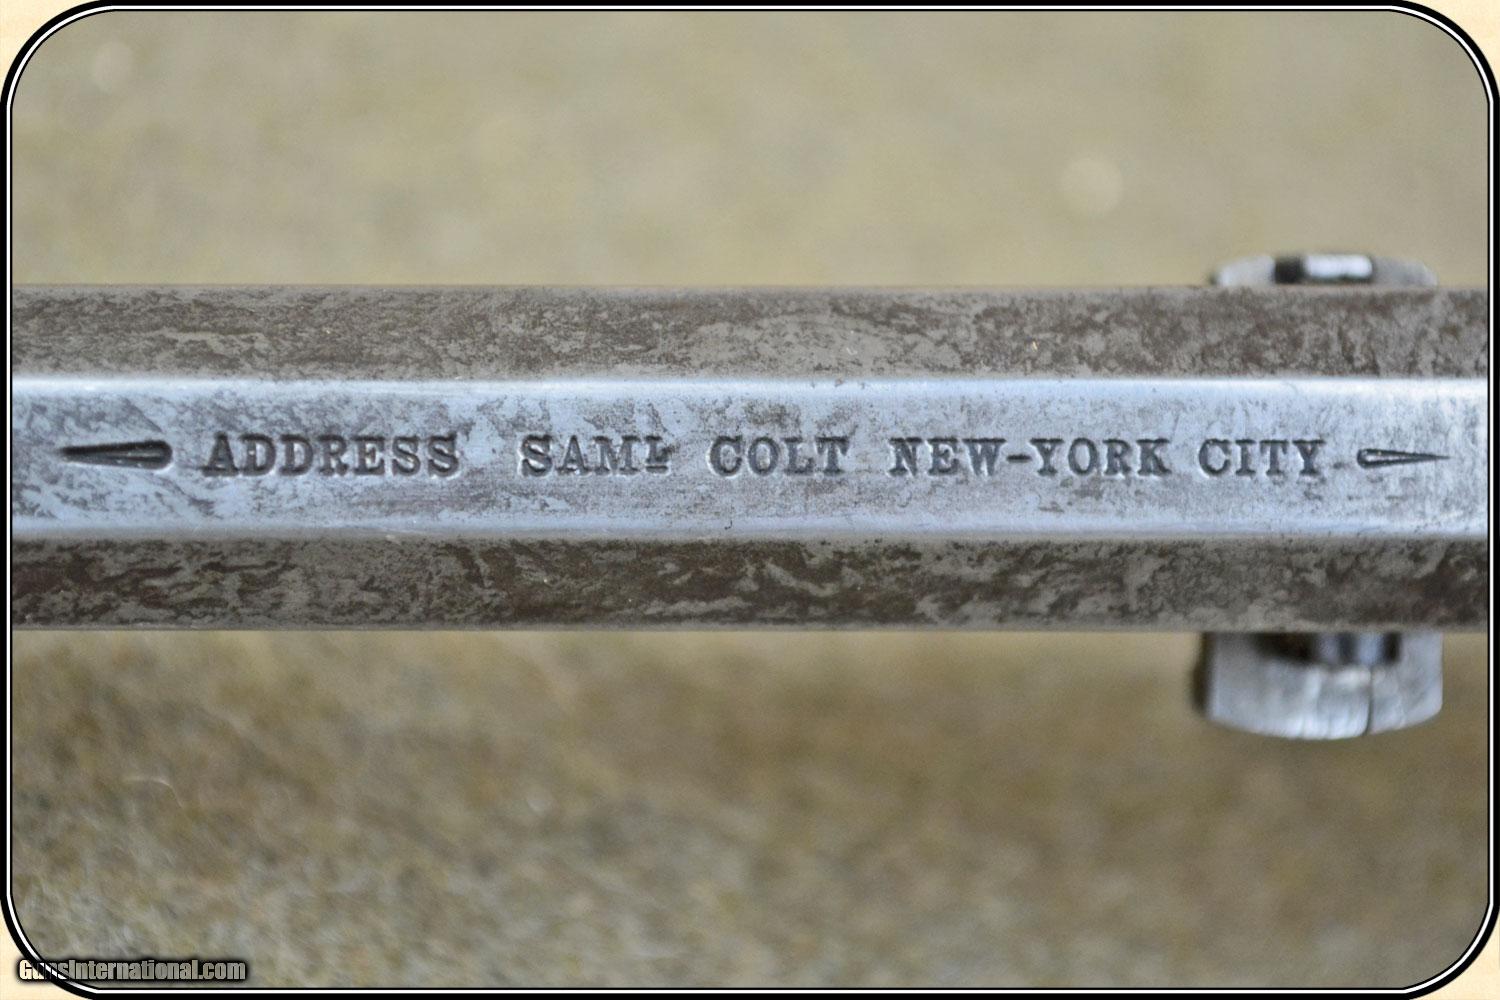 ADDRESS SAMᴸ COLT NEW-YORK CITY
GunsInternational.com